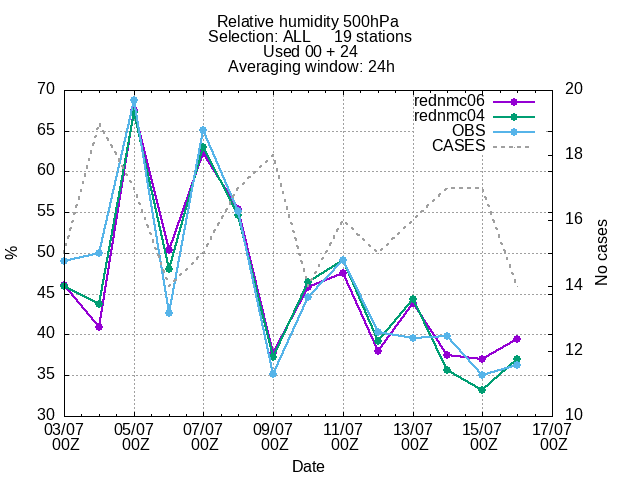 Relative humidity 500hPa
Selection: ALL 19 stations
Used 00 + 24
Averaging window: 24h
rednmc06
rednmc04
OBS
CASES
70
65
60
55
50
45
40
35
30
%
20
18
16
14
12
10
No cases
03/07 05/07 07/07 09/07 11/07 13/07 15/07 17/07
00Z 00Z 00Z 00Z 00Z 00Z 00Z 00Z
Date